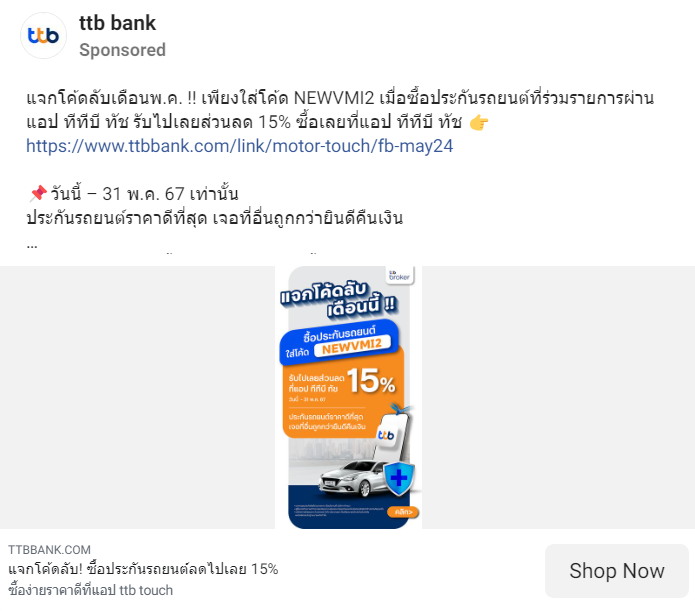 ttb
ttb bank
Sponsored
แจกโค้ดลับเดือนพ.ค. !! เพียงใส่โค้ด NEWVMI2 เมื่อซื้อประกันรถยนต์ที่ร่วมรายการผ่าน
แอป ทีทีบี ทัช รับไปเลยส่วนลด 15% ซื้อเลยที่แอป ทีทีบี ทัช 👉
https://www.ttbbank.com/link/motor-touch/fb-may24
📌วันนี้ – 31 พ.ค. 67 เท่านั้น
ประกันรถยนต์ราคาดีที่สุด เจอที่อื่นถูกกว่ายินดีคืนเงิน
...
ttb
broker
แจกโค้ดลับ
เดือนนี้ !!
ซื้อประกันรถยนต์
ใส่โค้ด NEWVMI2
รับไปเลยส่วนลด
ที่แอป ทีทีบี ทัช
15%
วันนี้ - 31 พ.ค. 67
ประกันรถยนต์ราคาดีที่สุด
เจอที่อื่นถูกกว่ายินดีคืนเงิน
ttb
คลิก>
TTBBANK.COM
แจกโค้ดลับ! ซื้อประกันรถยนต์ลดไปเลย 15%
ซื้อง่ายราคาดีที่แอป ttb touch
Shop Now